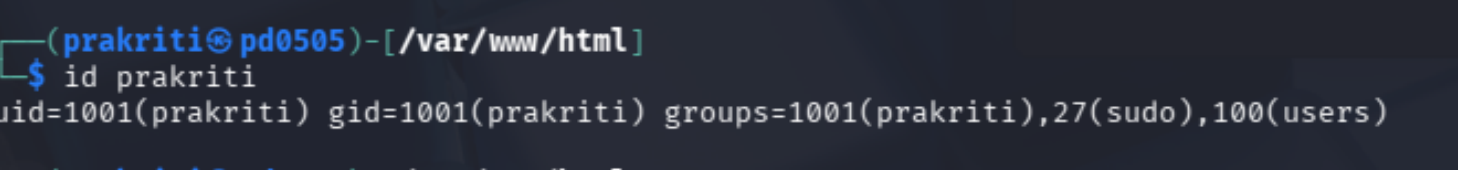 ┌──(prakriti㉿pd0505)-[/var/www/html]
└─$ id prakriti
uid=1001(prakriti) gid=1001(prakriti) groups=1001(prakriti),27(sudo),100(users)